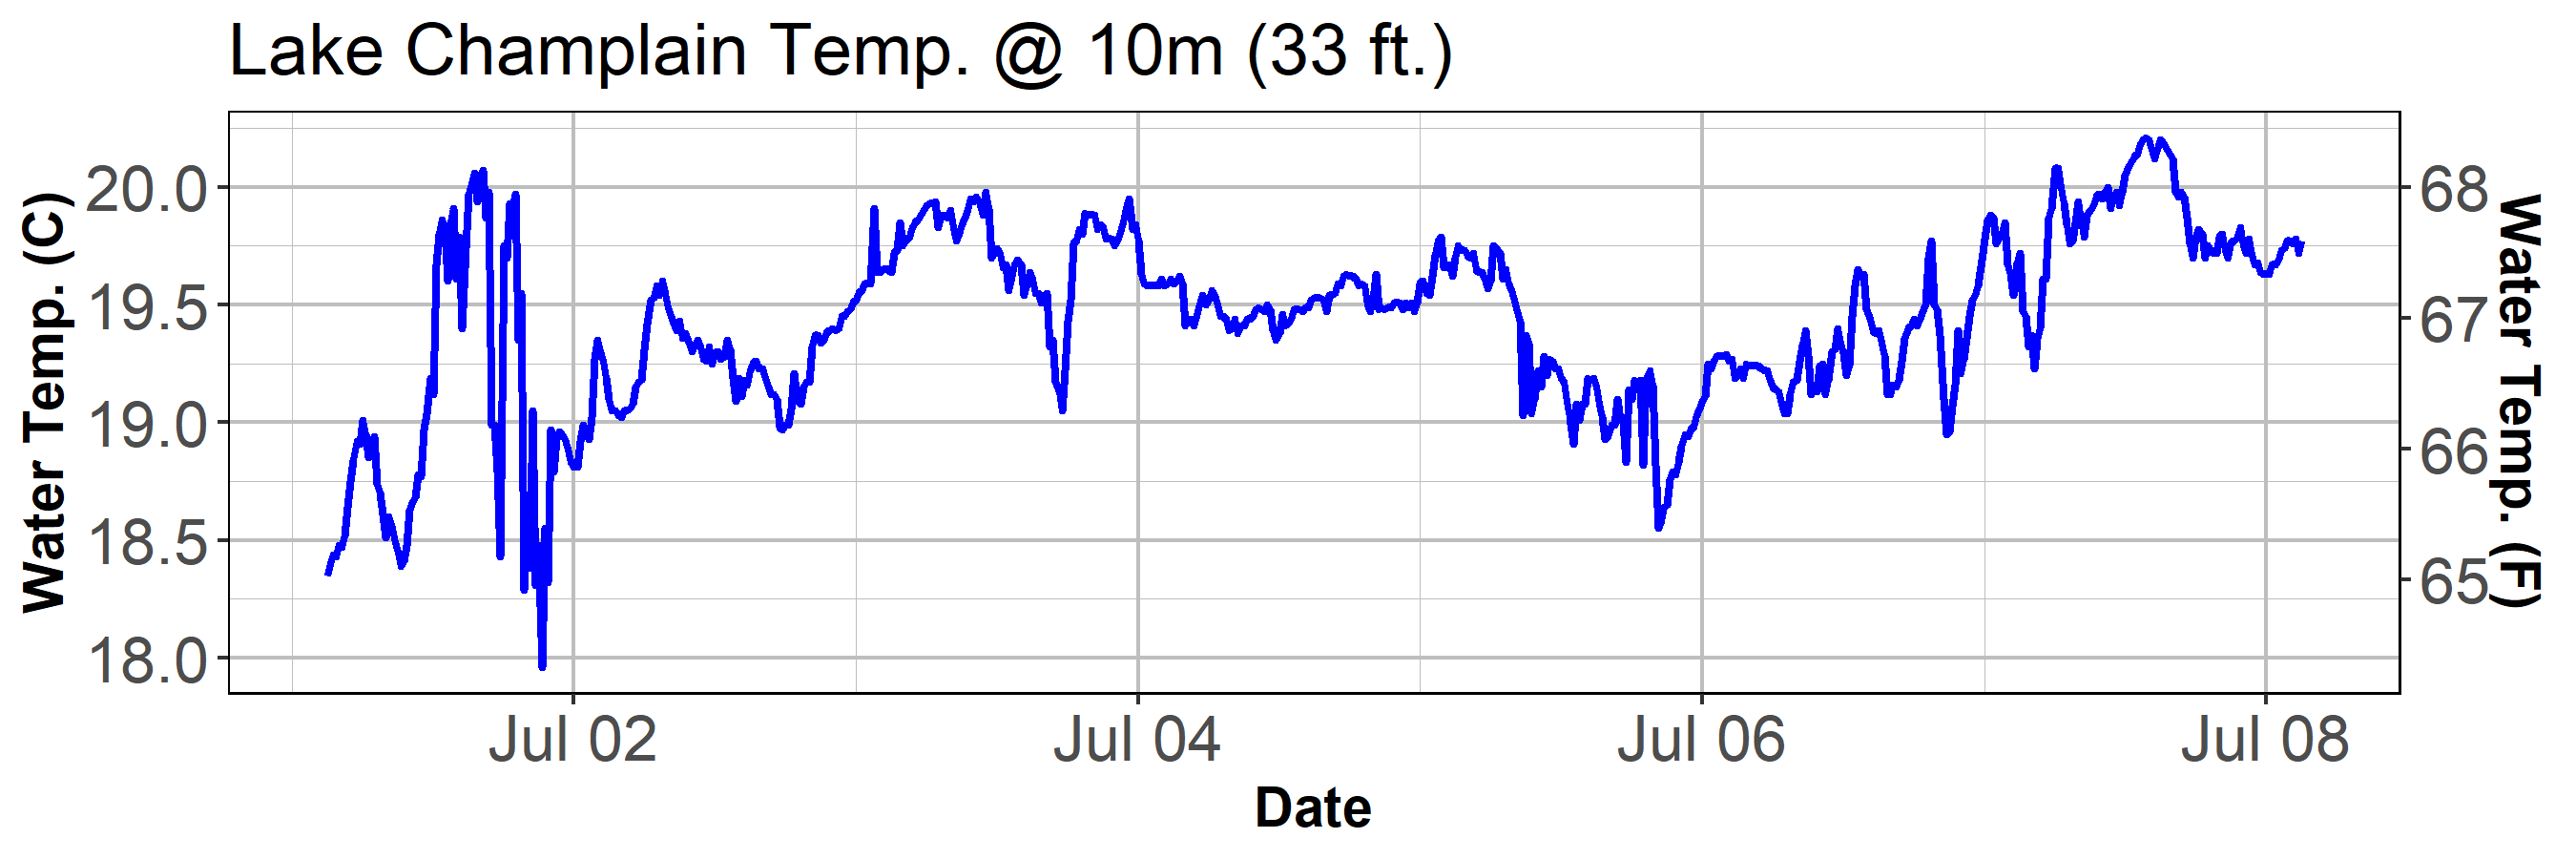 Lake Champlain Temp. @ 10m (33 ft.)
Water Temp. (C)
20.0
19.5
19.0
18.5
18.0
68
67
66
65
Water Temp. (F)
Jul 02
Jul 04
Jul 06
Jul 08
Date